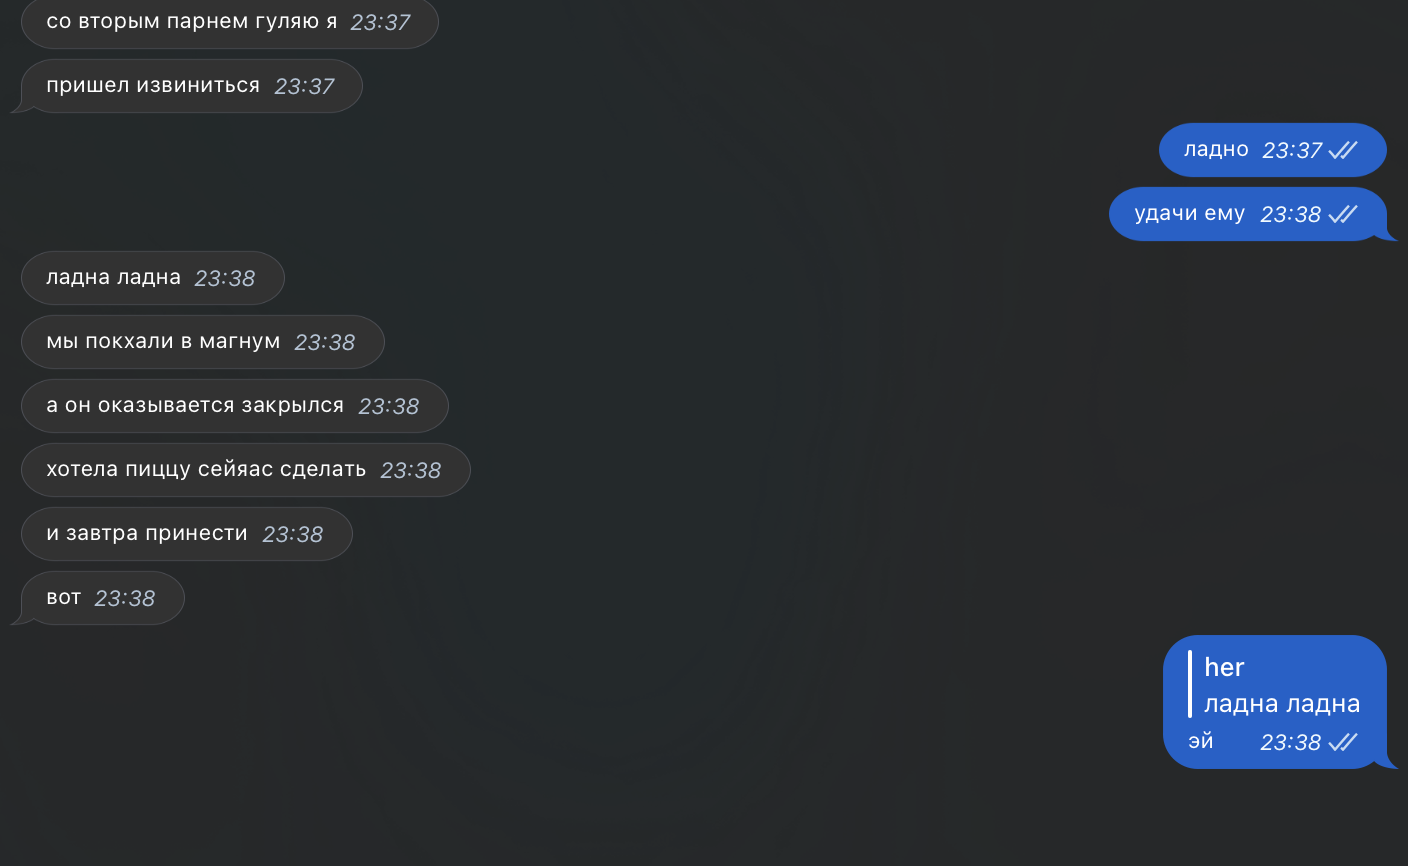 со вторым парнем гуляю я 23:37
пришел извиниться 23:37
ладно 23:37
удачи ему 23:38
ладна ладна 23:38
мы покхали в магнум 23:38
а он оказывается закрылся 23:38
хотела пиццу сейяас сделать 23:38
и завтра принести 23:38
вот 23:38
her
ладна ладна
эй 23:38